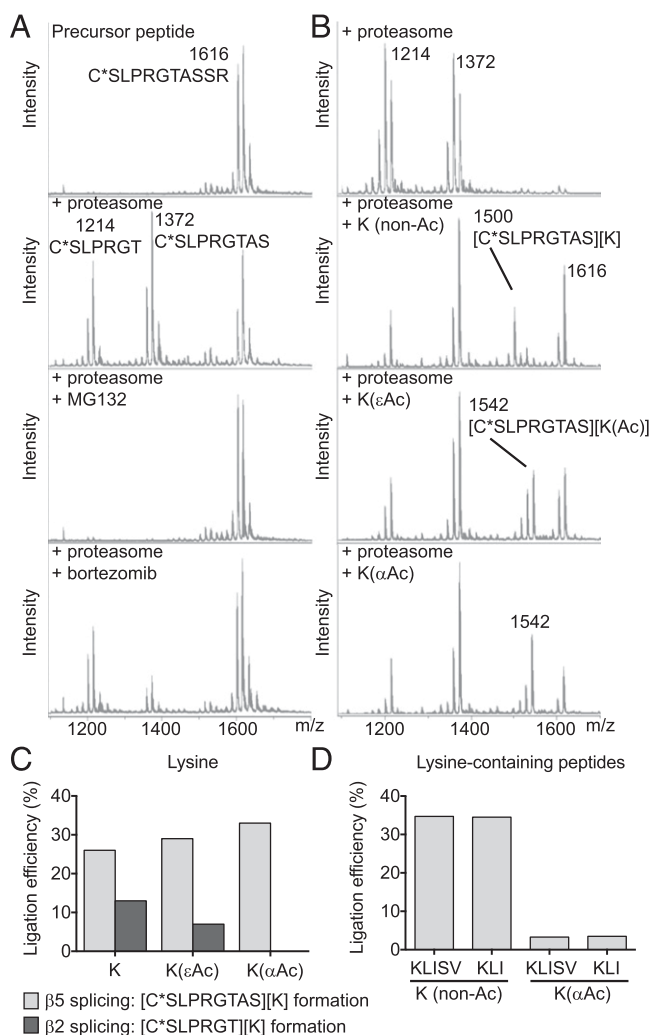 A
Precursor peptide
1616
C*SLPRGTASSR
Intensity
+ proteasome
1214
C*SLPRGT
1372
C*SLPRGTAS
Intensity
+ proteasome
+ MG132
Intensity
+ proteasome
+ bortezomib
Intensity
1200 1400 1600 m/z
B
+ proteasome
1214
1372
Intensity
+ proteasome
+ K (non-Ac)
1500
[C*SLPRGTAS][K]
1616
Intensity
+ proteasome
+ K(εAc)
1542
[C*SLPRGTAS][K(Ac)]
Intensity
+ proteasome
+ K(αAc)
1542
Intensity
1200 1400 1600 m/z
C
Lysine
Ligation efficiency (%)
40
30
20
10
0
K K(εAc) K(αAc)
β5 splicing: [C*SLPRGTAS][K] formation
β2 splicing: [C*SLPRGT][K] formation
D
Lysine-containing peptides
Ligation efficiency (%)
40
30
20
10
0
KLISV KLI KLISV KLI
K (non-Ac) K(αAc)